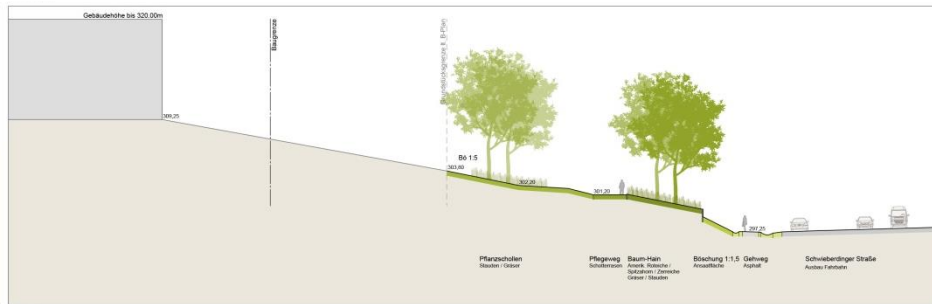 Gebäudehöhe bis 320,00m
Baugrenze
Grundstücksgrenze_lt_B-Plan
309,25
Bö 1:5
303,60
302,20
301,20
297,25
Pflanzschollen
Stauden / Gräser
Pflegeweg
Schotterrasen
Baum-Hain
Amerik. Roteiche /
Spitzahorn / Zerreiche
Gräser / Stauden
Böschung 1:1,5
Ansaatfläche
Gehweg
Asphalt
Schwieberdinger Straße
Ausbau Fahrbahn